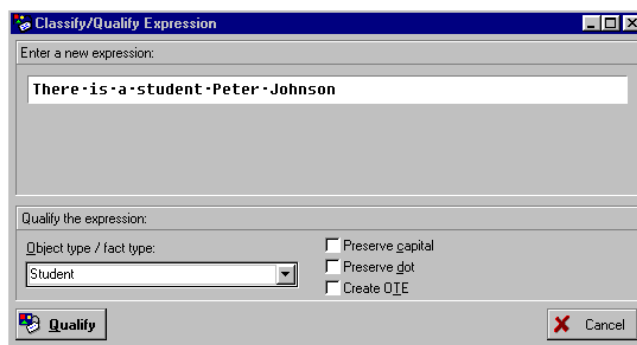 Classify/Qualify Expression
Enter a new expression:
There·is·a·student·Peter·Johnson
Qualify the expression:
Object type / fact type:
Student
Preserve capital
Preserve dot
Create OTE
Qualify
Cancel